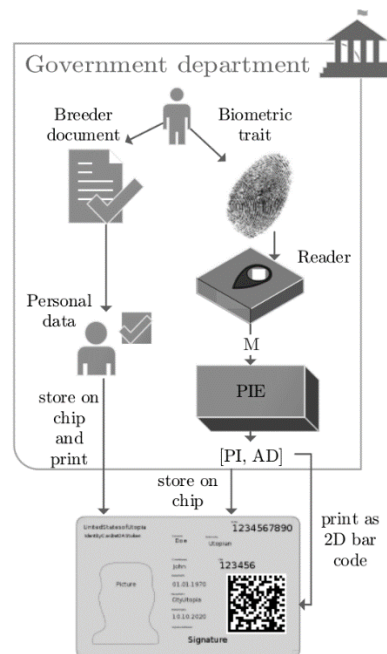 Government department
Breeder
document
Biometric
trait
Reader
Personal
data
M
PIE
store on
chip
and
print
[PI, AD]
store on
chip
print as
2D bar
code
UnitedStatesofUtopia
1234567890
Doe
Utopian
John
123456
Picture
01.01.1970
CityUtopia
10.10.2020
Signature